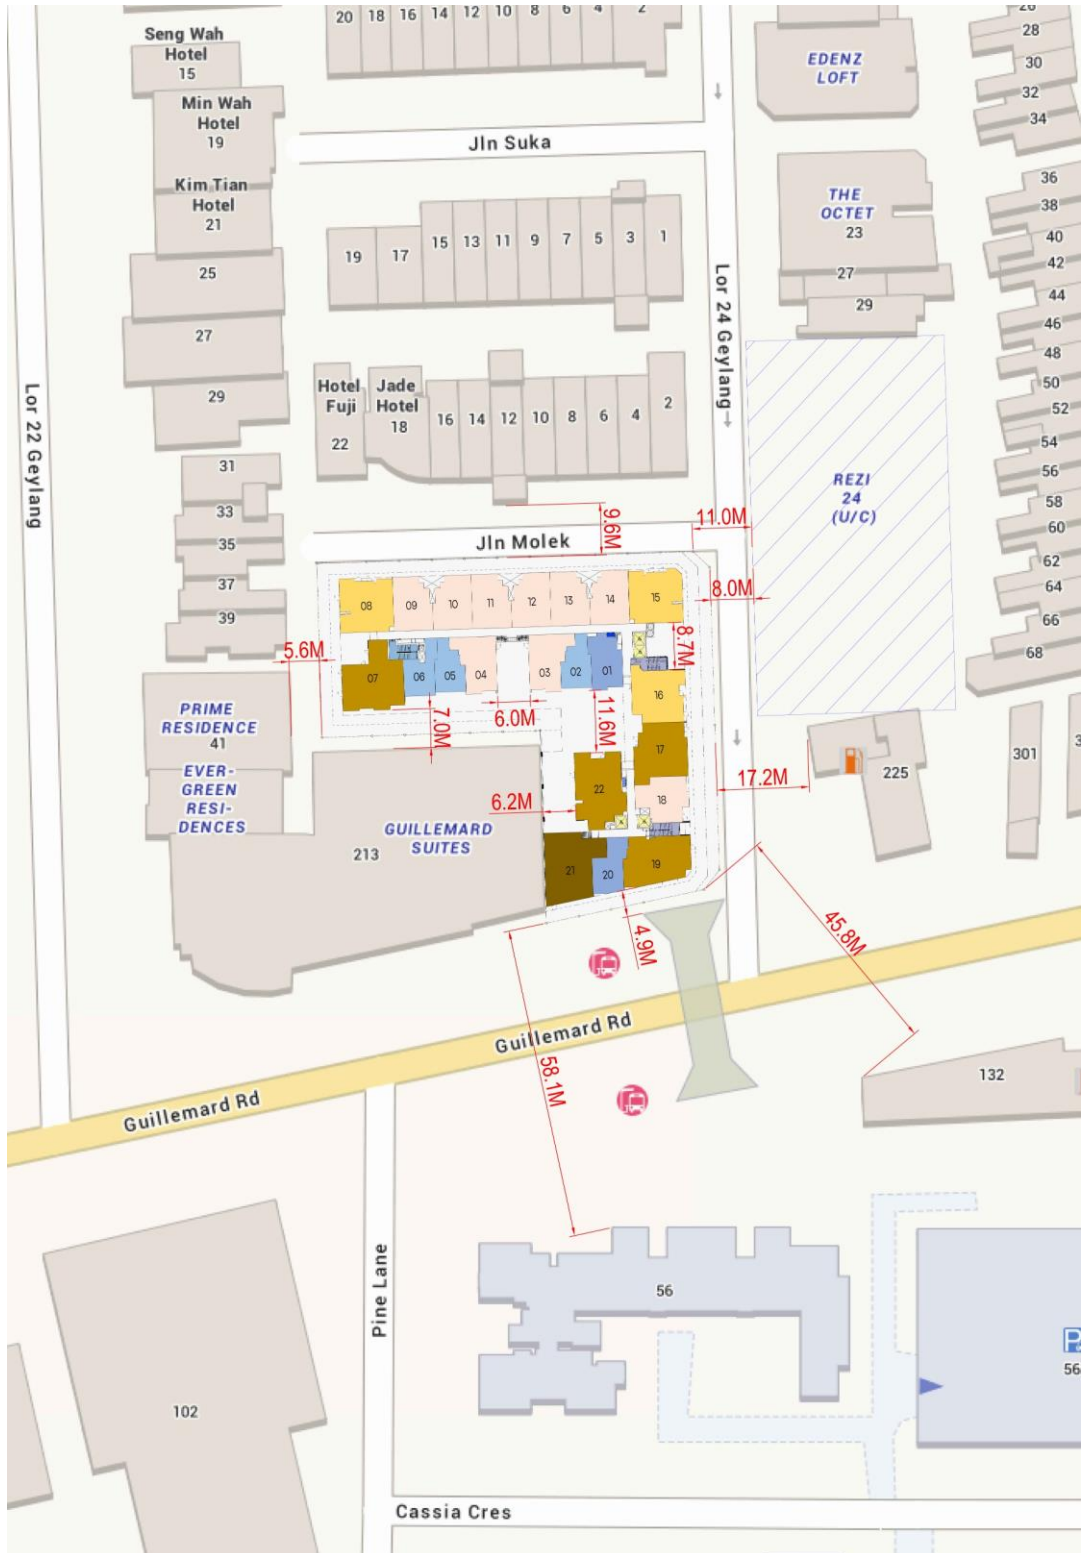 20 18 16 14 12 10 8 6 4 2
Seng Wah
Hotel
15
Min Wah
Hotel
19
Kim Tian
Hotel
21
25
27
29
31
33
35
37
39
EDENZ
LOFT
28
30
32
34
Jln Suka
THE
OCTET
23
27
29
36
38
40
42
44
46
48
50
52
54
56
58
60
62
64
66
68
19 17 15 13 11 9 7 5 3 1
Lor 24 Geylang
Lor 22 Geylang
Hotel
Fuji
22
Jade
Hotel
18
16 14 12 10 8 6 4 2
REZI
24
(U/C)
9.6M
11.0M
Jln Molek
8.0M
08 09 10 11 12 13 14 15
5.6M
8.7M
07 06 05 04 03 02 01
16
PRIME
RESIDENCE
41
7.0M
6.0M
11.6M
17
EVER-
GREEN
RESI-
DENCES
22
18
6.2M
17.2M
225
301
GUILLEMARD
SUITES
213
21 20 19
4.9M
45.8M
Guillemard Rd
58.1M
132
Guillemard Rd
Pine Lane
56
P
56
102
Cassia Cres